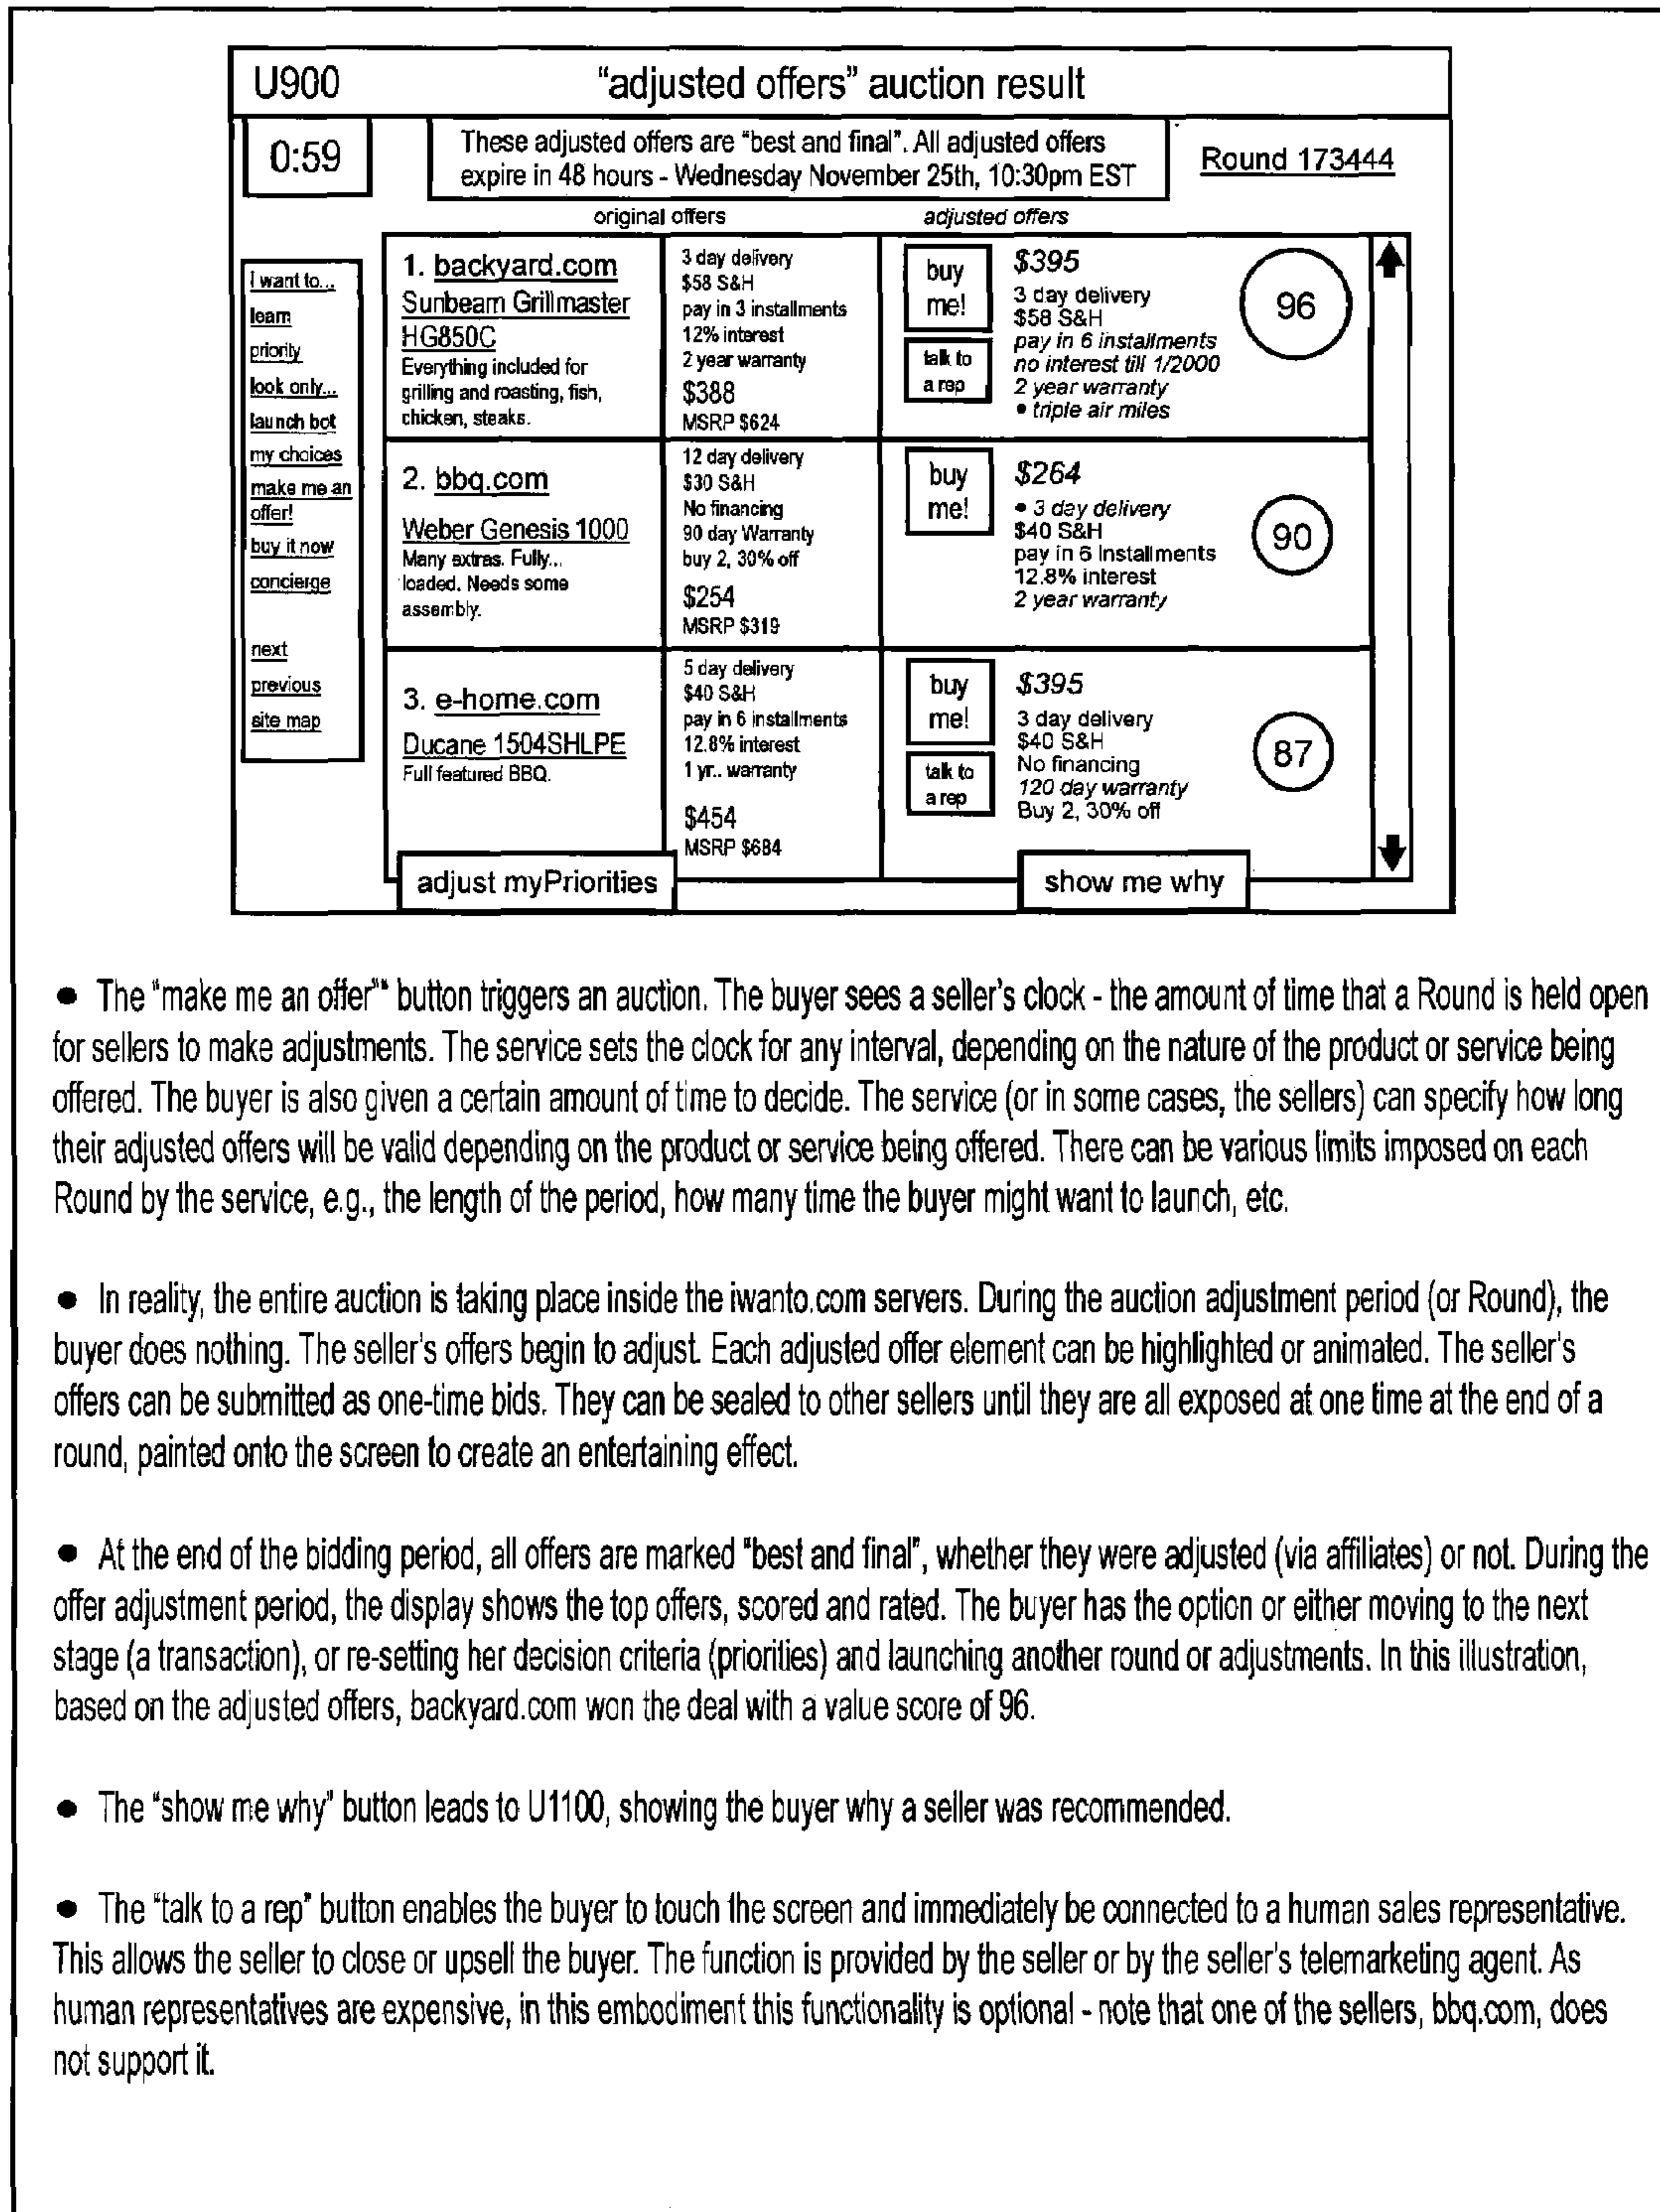 U900
"adjusted offers" auction result
0:59
These adjusted offers are "best and final". All adjusted offers
expire in 48 hours - Wednesday November 25th, 10:30pm EST
Round 173444
original offers
adjusted offers
I want to...
learn
priority
look only...
launch bot
my choices
make me an
offer!
buy it now
concierge
next
previous
site map
1. backyard.com
Sunbeam Grillmaster
HG850C
Everything included for
grilling and roasting, fish,
chicken, steaks.
3 day delivery
$58 S&H
pay in 3 installments
12% interest
2 year warranty
$388
MSRP $624
buy
me!
talk to
a rep
$395
3 day delivery
$58 S&H
pay in 6 installments
no interest till 1/2000
2 year warranty
• triple air miles
96
2. bbq.com
Weber Genesis 1000
Many extras. Fully...
loaded. Needs some
assembly.
12 day delivery
$30 S&H
No financing
90 day Warranty
buy 2, 30% off
$254
MSRP $319
buy
me!
$264
• 3 day delivery
$40 S&H
pay in 6 Installments
12.8% interest
2 year warranty
90
3. e-home.com
Ducane 1504SHLPE
Full featured BBQ.
5 day delivery
$40 S&H
pay in 6 installments
12.8% interest
1 yr.. warranty
$454
MSRP $684
buy
me!
talk to
a rep
$395
3 day delivery
$40 S&H
No financing
120 day warranty
Buy 2, 30% off
87
adjust myPriorities
show me why
• The "make me an offer"" button triggers an auction. The buyer sees a seller's clock - the amount of time that a Round is held open
for sellers to make adjustments. The service sets the clock for any interval, depending on the nature of the product or service being
offered. The buyer is also given a certain amount of time to decide. The service (or in some cases, the sellers) can specify how long
their adjusted offers will be valid depending on the product or service being offered. There can be various limits imposed on each
Round by the service, e.g., the length of the period, how many time the buyer might want to launch, etc.
• In reality, the entire auction is taking place inside the iwanto.com servers. During the auction adjustment period (or Round), the
buyer does nothing. The seller's offers begin to adjust. Each adjusted offer element can be highlighted or animated. The seller's
offers can be submitted as one-time bids. They can be sealed to other sellers until they are all exposed at one time at the end of a
round, painted onto the screen to create an entertaining effect.
• At the end of the bidding period, all offers are marked "best and final", whether they were adjusted (via affiliates) or not. During the
offer adjustment period, the display shows the top offers, scored and rated. The buyer has the option or either moving to the next
stage (a transaction), or re-setting her decision criteria (priorities) and launching another round or adjustments. In this illustration,
based on the adjusted offers, backyard.com won the deal with a value score of 96.
• The "show me why" button leads to U1100, showing the buyer why a seller was recommended.
• The "talk to a rep" button enables the buyer to touch the screen and immediately be connected to a human sales representative.
This allows the seller to close or upsell the buyer. The function is provided by the seller or by the seller's telemarketing agent. As
human representatives are expensive, in this embodiment this functionality is optional - note that one of the sellers, bbq.com, does
not support it.